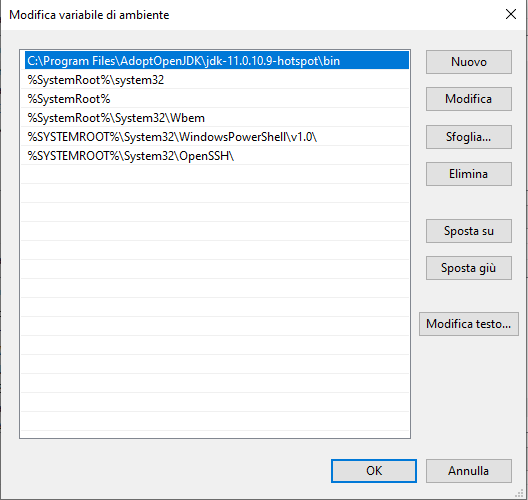 Modifica variabile di ambiente
C:\Program Files\AdoptOpenJDK\jdk-11.0.10.9-hotspot\bin
%SystemRoot%\system32
%SystemRoot%
%SystemRoot%\System32\Wbem
%SYSTEMROOT%\System32\WindowsPowerShell\v1.0\
%SYSTEMROOT%\System32\OpenSSH\
Nuovo
Modifica
Sfoglia...
Elimina
Sposta su
Sposta giù
Modifica testo...
OK
Annulla